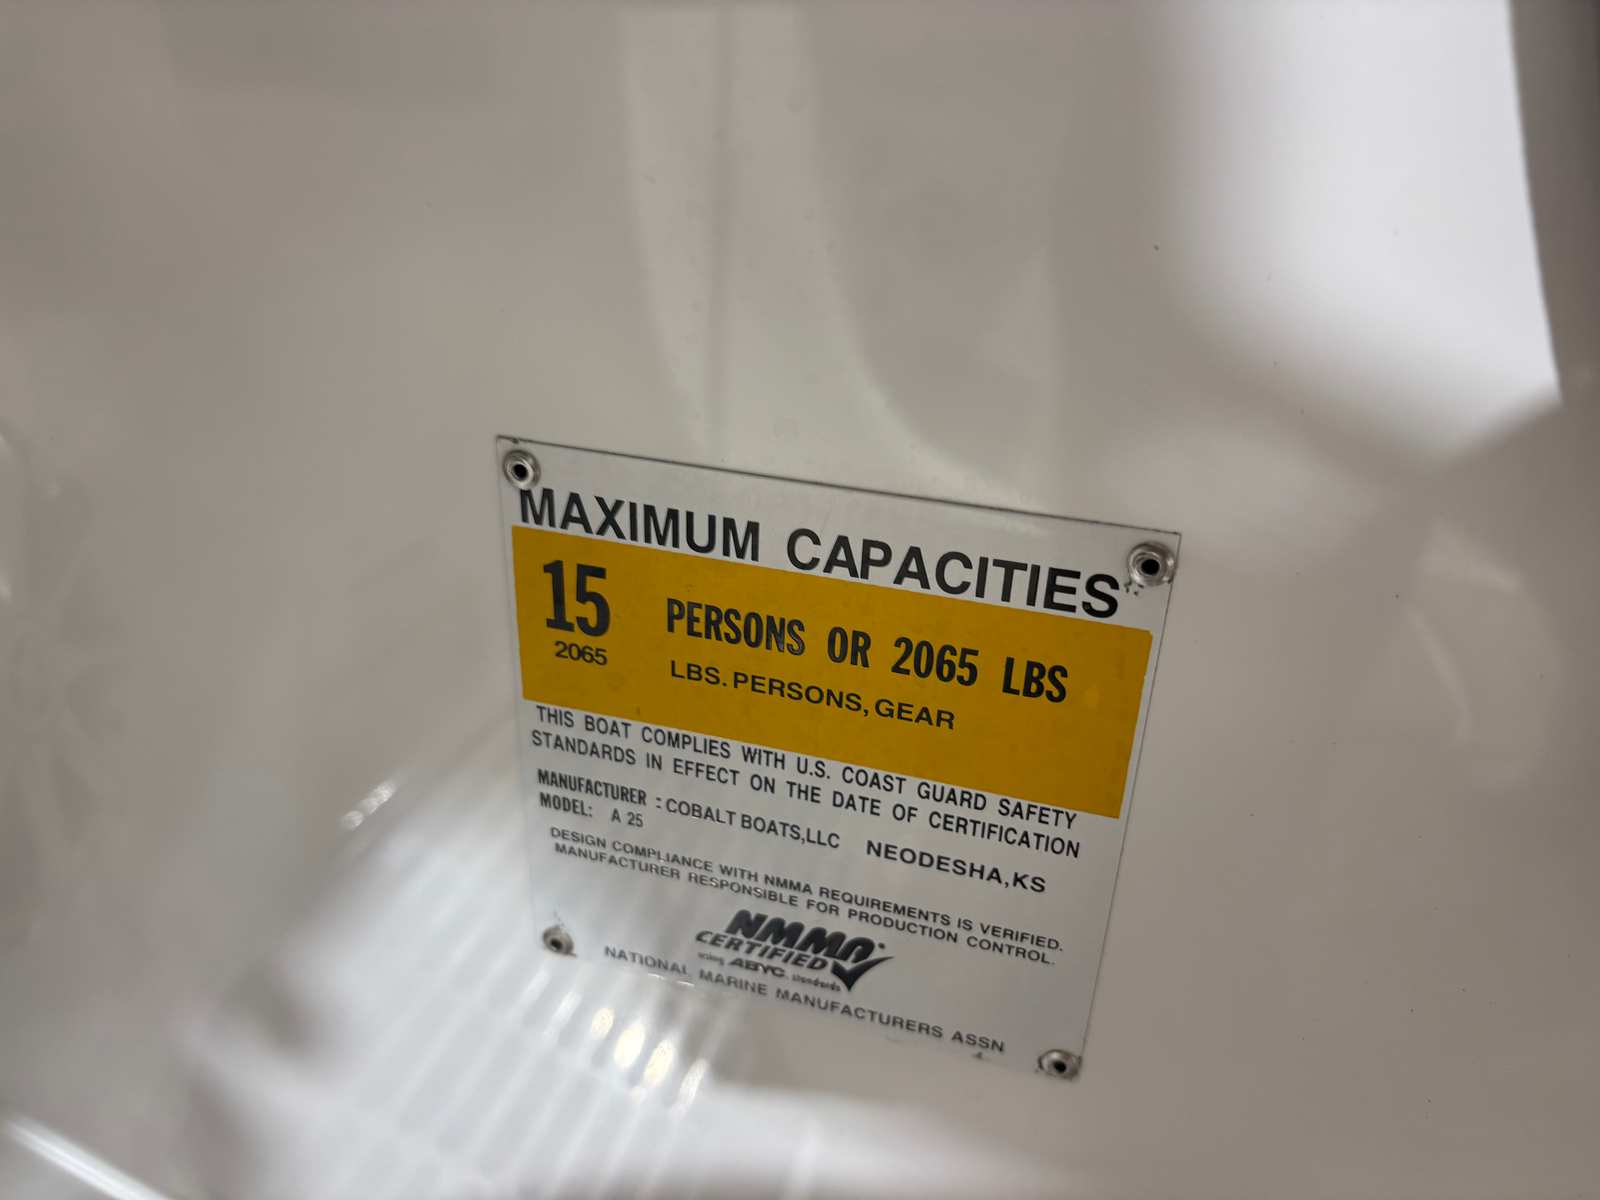 MAXIMUM CAPACITIES
15 PERSONS OR 2065 LBS
2065 LBS. PERSONS, GEAR
THIS BOAT COMPLIES WITH U.S. COAST GUARD SAFETY
STANDARDS IN EFFECT ON THE DATE OF CERTIFICATION
MANUFACTURER : COBALT BOATS,LLC NEODESHA,KS
MODEL: A 25
DESIGN COMPLIANCE WITH NMMA REQUIREMENTS IS VERIFIED.
MANUFACTURER RESPONSIBLE FOR PRODUCTION CONTROL.
NMMA
CERTIFIED
using ABYC standards
NATIONAL MARINE MANUFACTURERS ASSN